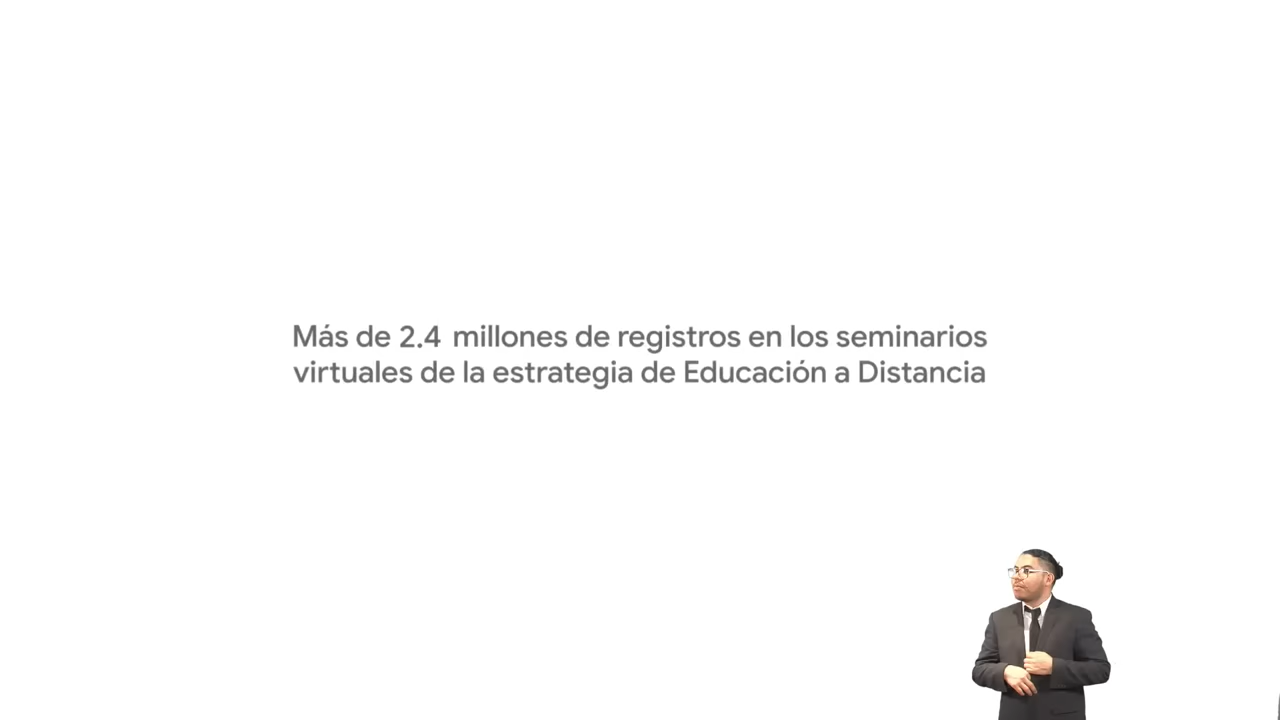 Más de 2.4 millones de registros en los seminarios
virtuales de la estrategia de Educación a Distancia